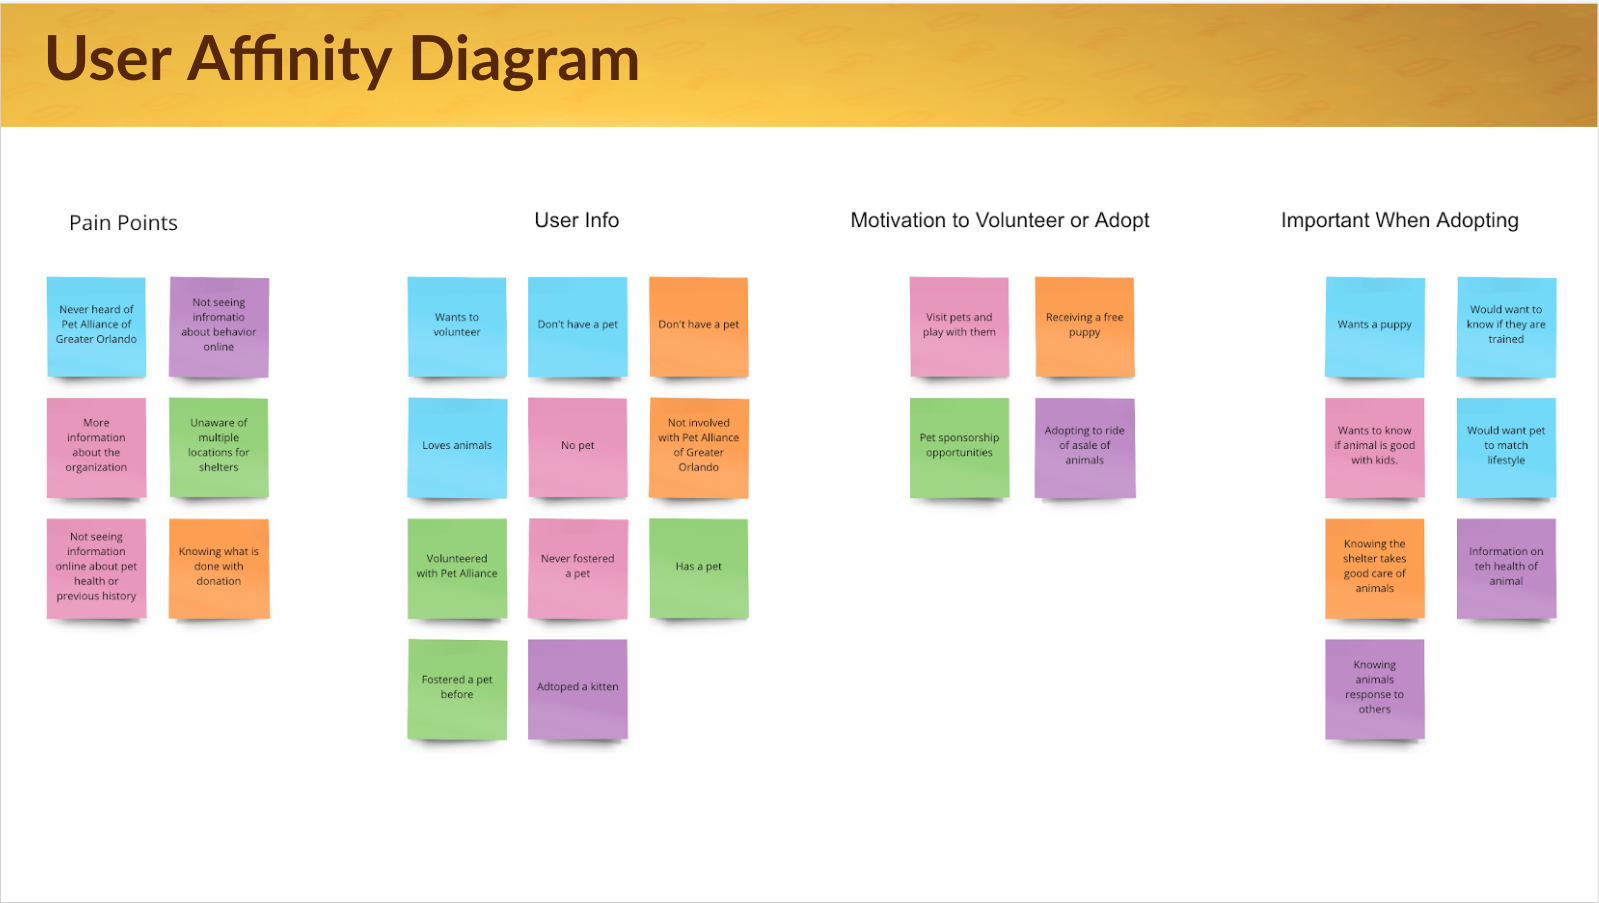 User Affinity Diagram
Pain Points
Never heard of
Pet Alliance of
Greater Orlando
Not seeing
infromatio
about behavior
online
More
information
about the
organization
Unaware of
multiple
locations for
shelters
Not seeing
information
online about pet
health or
previous history
Knowing what is
done with
donation
User Info
Wants to
volunteer
Don't have a pet
Don't have a pet
Loves animals
No pet
Not involved
with Pet Alliance
of Greater
Orlando
Volunteered
with Pet Alliance
Never fostered
a pet
Has a pet
Fostered a pet
before
Adtoped a kitten
Motivation to Volunteer or Adopt
Visit pets and
play with them
Receiving a free
puppy
Pet sponsorship
opportunities
Adopting to ride
of asale of
animals
Important When Adopting
Wants a puppy
Would want to
know if they are
trained
Wants to know
if animal is good
with kids.
Would want pet
to match
lifestyle
Knowing the
shelter takes
good care of
animals
Information on
teh health of
animal
Knowing
animals
response to
others